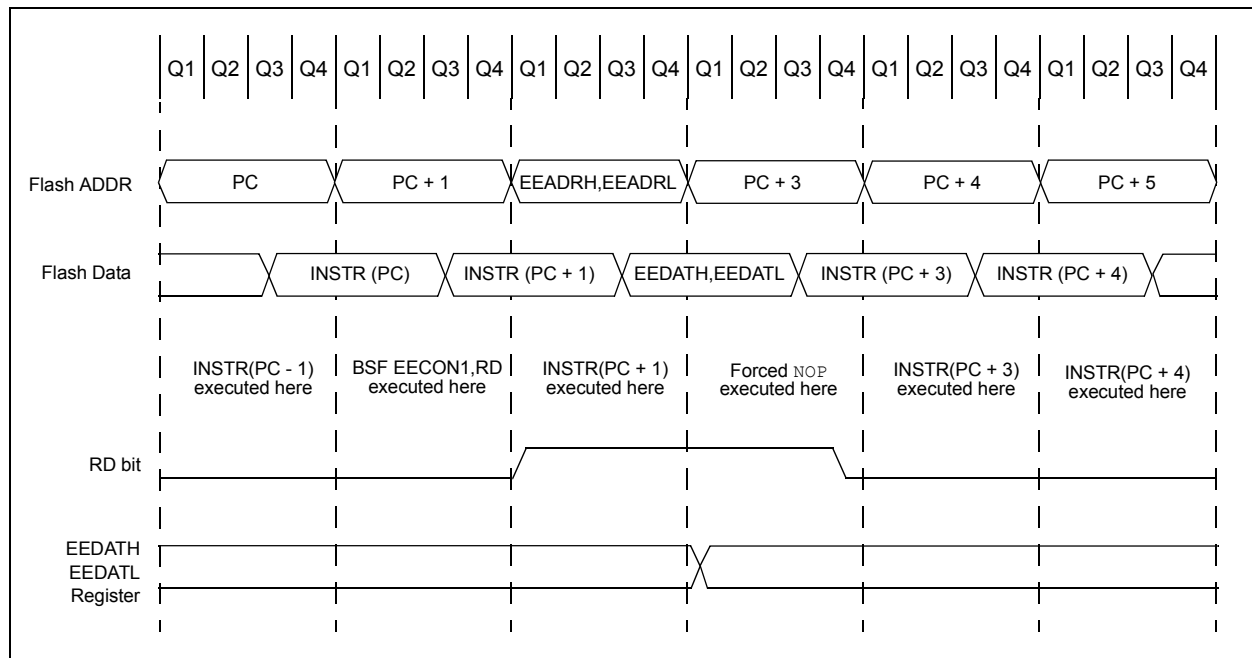 Q1 Q2 Q3 Q4 Q1 Q2 Q3 Q4 Q1 Q2 Q3 Q4 Q1 Q2 Q3 Q4 Q1 Q2 Q3 Q4 Q1 Q2 Q3 Q4
Flash ADDR PC PC + 1 EEADRH,EEADRL PC + 3 PC + 4 PC + 5
Flash Data INSTR (PC) INSTR (PC + 1) EEDATH,EEDATL INSTR (PC + 3) INSTR (PC + 4)
INSTR(PC - 1) BSF EECON1,RD INSTR(PC + 1) Forced NOP INSTR(PC + 3) INSTR(PC + 4)
executed here executed here executed here executed here executed here executed here
RD bit
EEDATH
EEDATL
Register